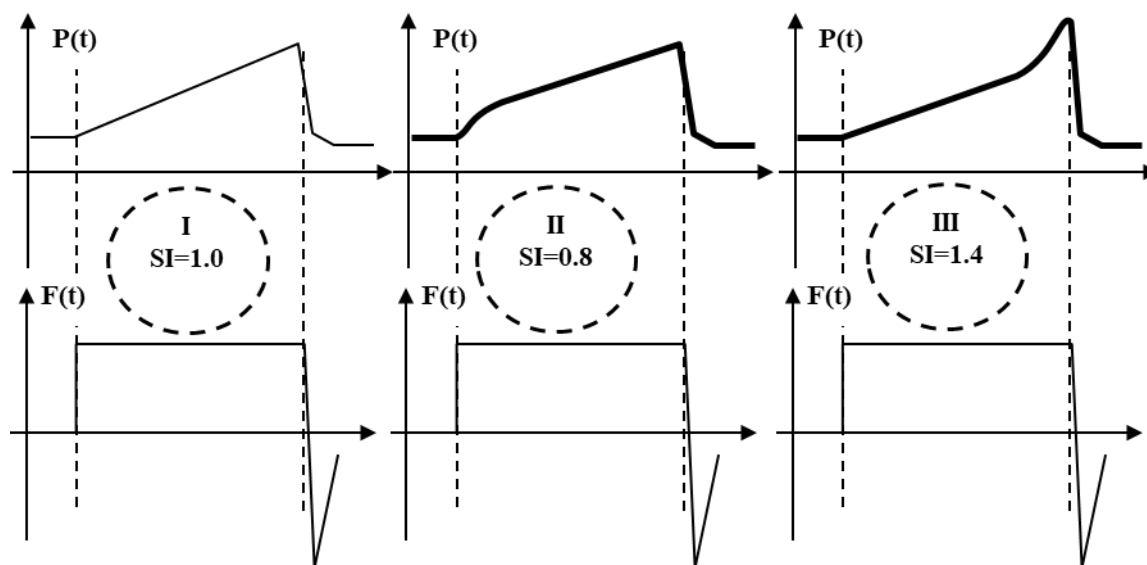 P(t)
P(t)
P(t)
I
SI=1.0
II
SI=0.8
III
SI=1.4
F(t)
F(t)
F(t)